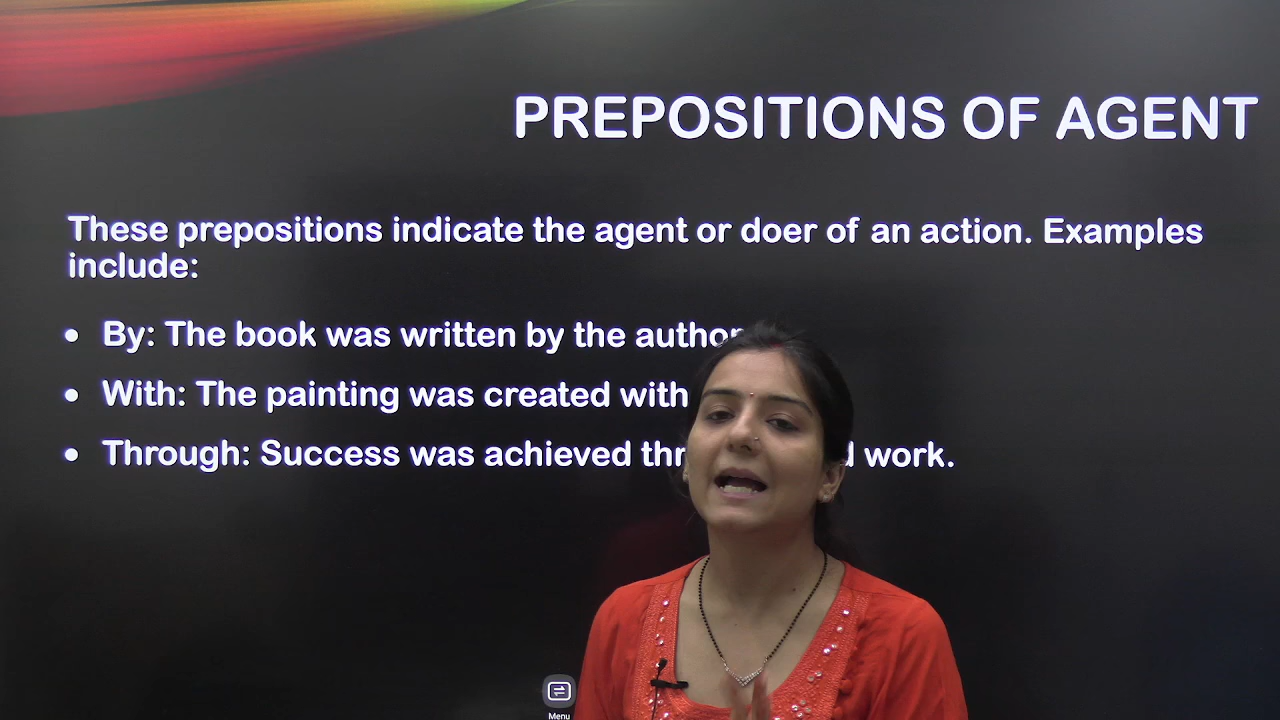 PREPOSITIONS OF AGENT
These prepositions indicate the agent or doer of an action. Examples
include:
• By: The book was written by the author
• With: The painting was created with
• Through: Success was achieved work.
Menu